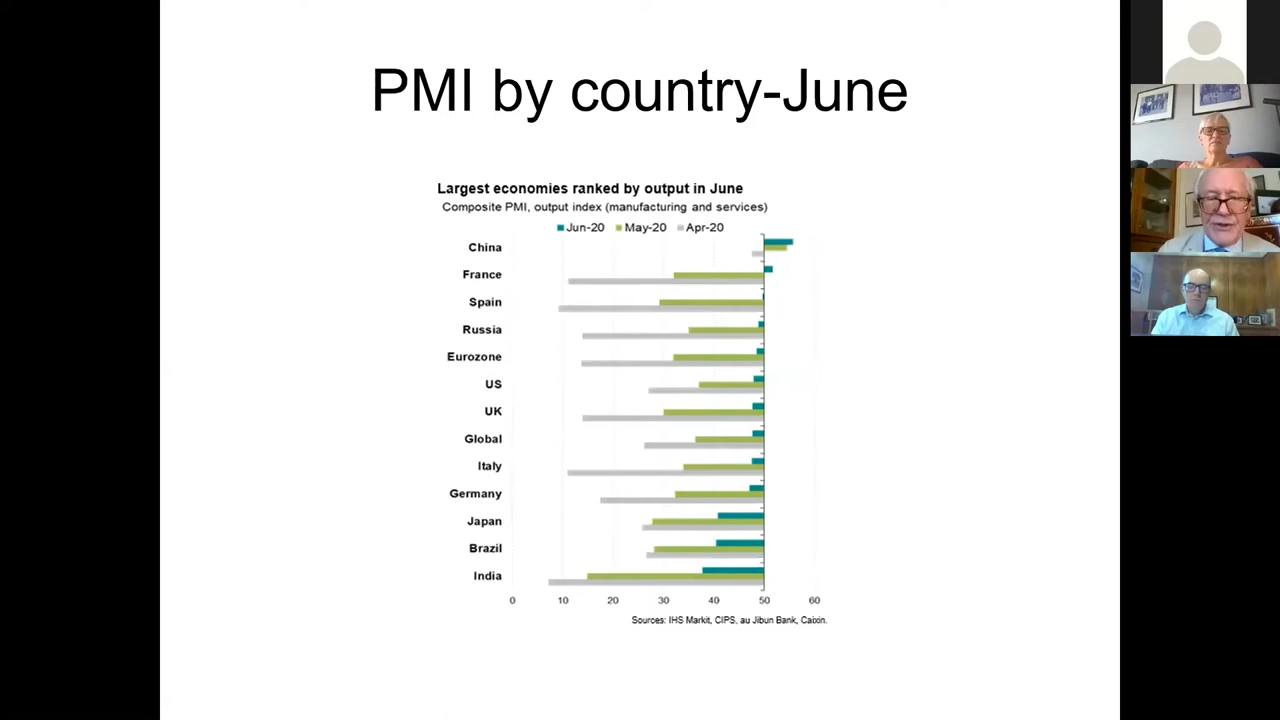 PMI by country-June
Largest economies ranked by output in June
Composite PMI, output index (manufacturing and services)
Jun-20 May-20 Apr-20
China
France
Spain
Russia
Eurozone
US
UK
Global
Italy
Germany
Japan
Brazil
India
0 10 20 30 40 50 60
Sources: IHS Markit, CIPS, au Jibun Bank, Caixin.